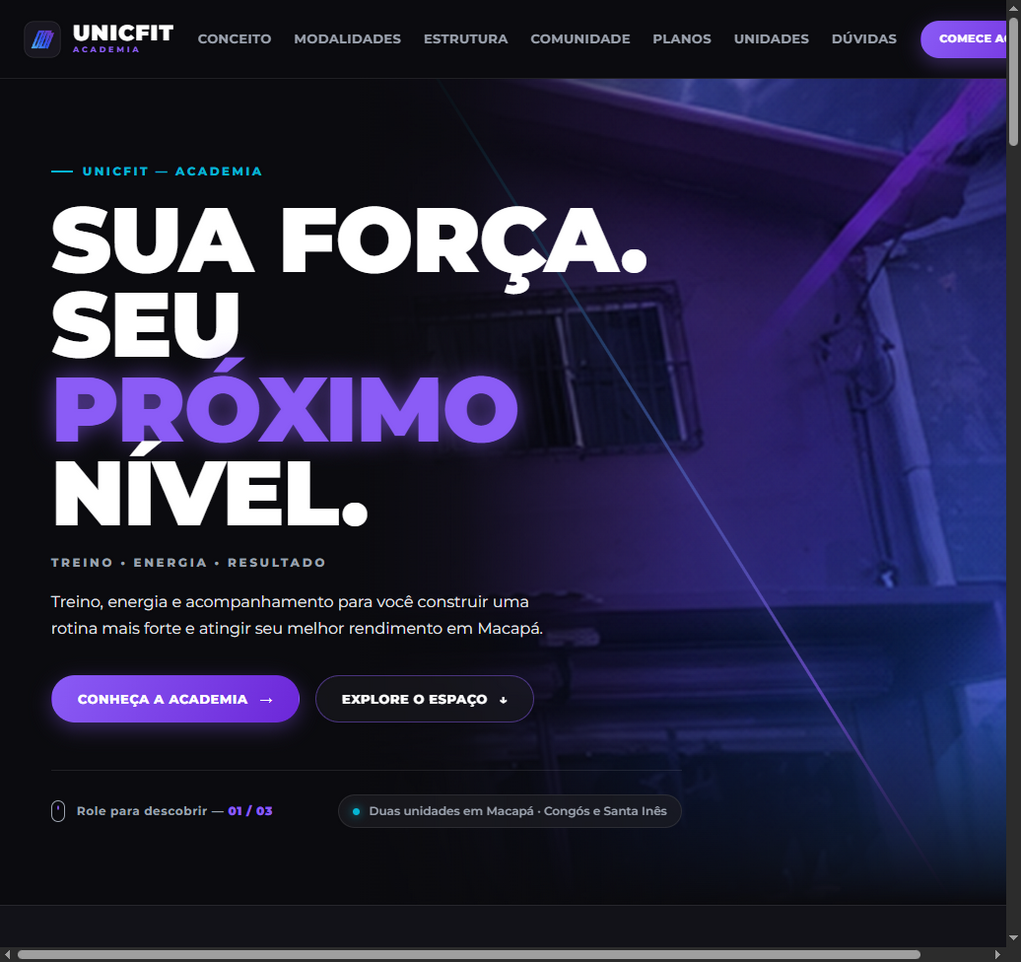 UNICFIT
ACADEMIA
CONCEITO MODALIDADES ESTRUTURA COMUNIDADE PLANOS UNIDADES DÚVIDAS COMECE
UNICFIT — ACADEMIA
SUA FORÇA.
SEU
PRÓXIMO
NÍVEL.
TREINO • ENERGIA • RESULTADO
Treino, energia e acompanhamento para você construir uma
rotina mais forte e atingir seu melhor rendimento em Macapá.
CONHEÇA A ACADEMIA →
EXPLORE O ESPAÇO ↓
Role para descobrir — 01 / 03
Duas unidades em Macapá · Congós e Santa Inês